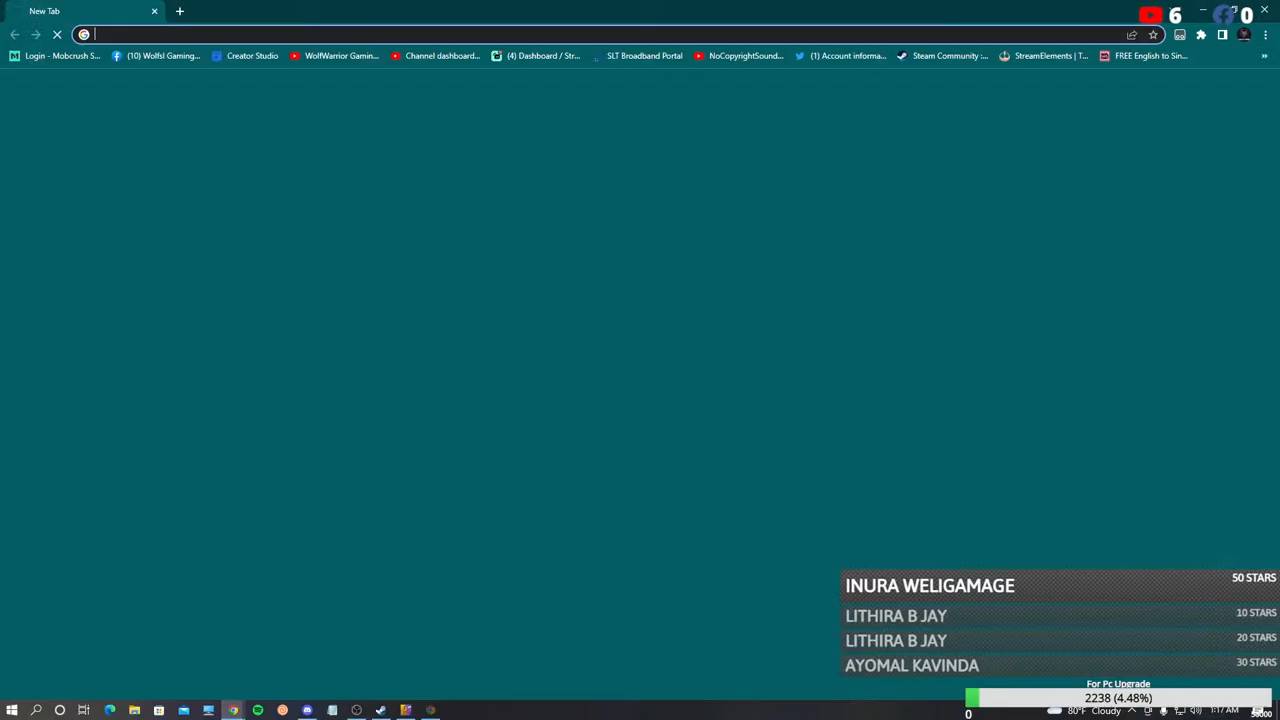 New Tab
6
0
Login - Mobcrush S...
(10) Wolfsl Gaming...
Creator Studio
WolfWarrior Gamin...
Channel dashboard...
(4) Dashboard / Str...
SLT Broadband Portal
NoCopyrightSound...
(1) Account informa...
Steam Community :...
StreamElements | T...
FREE English to Sin...
INURA WELIGAMAGE 50 STARS
LITHIRA B JAY 10 STARS
LITHIRA B JAY 20 STARS
AYOMAL KAVINDA 30 STARS
For Pc Upgrade
2238 (4.48%)
0
80°F Cloudy
1:17 AM